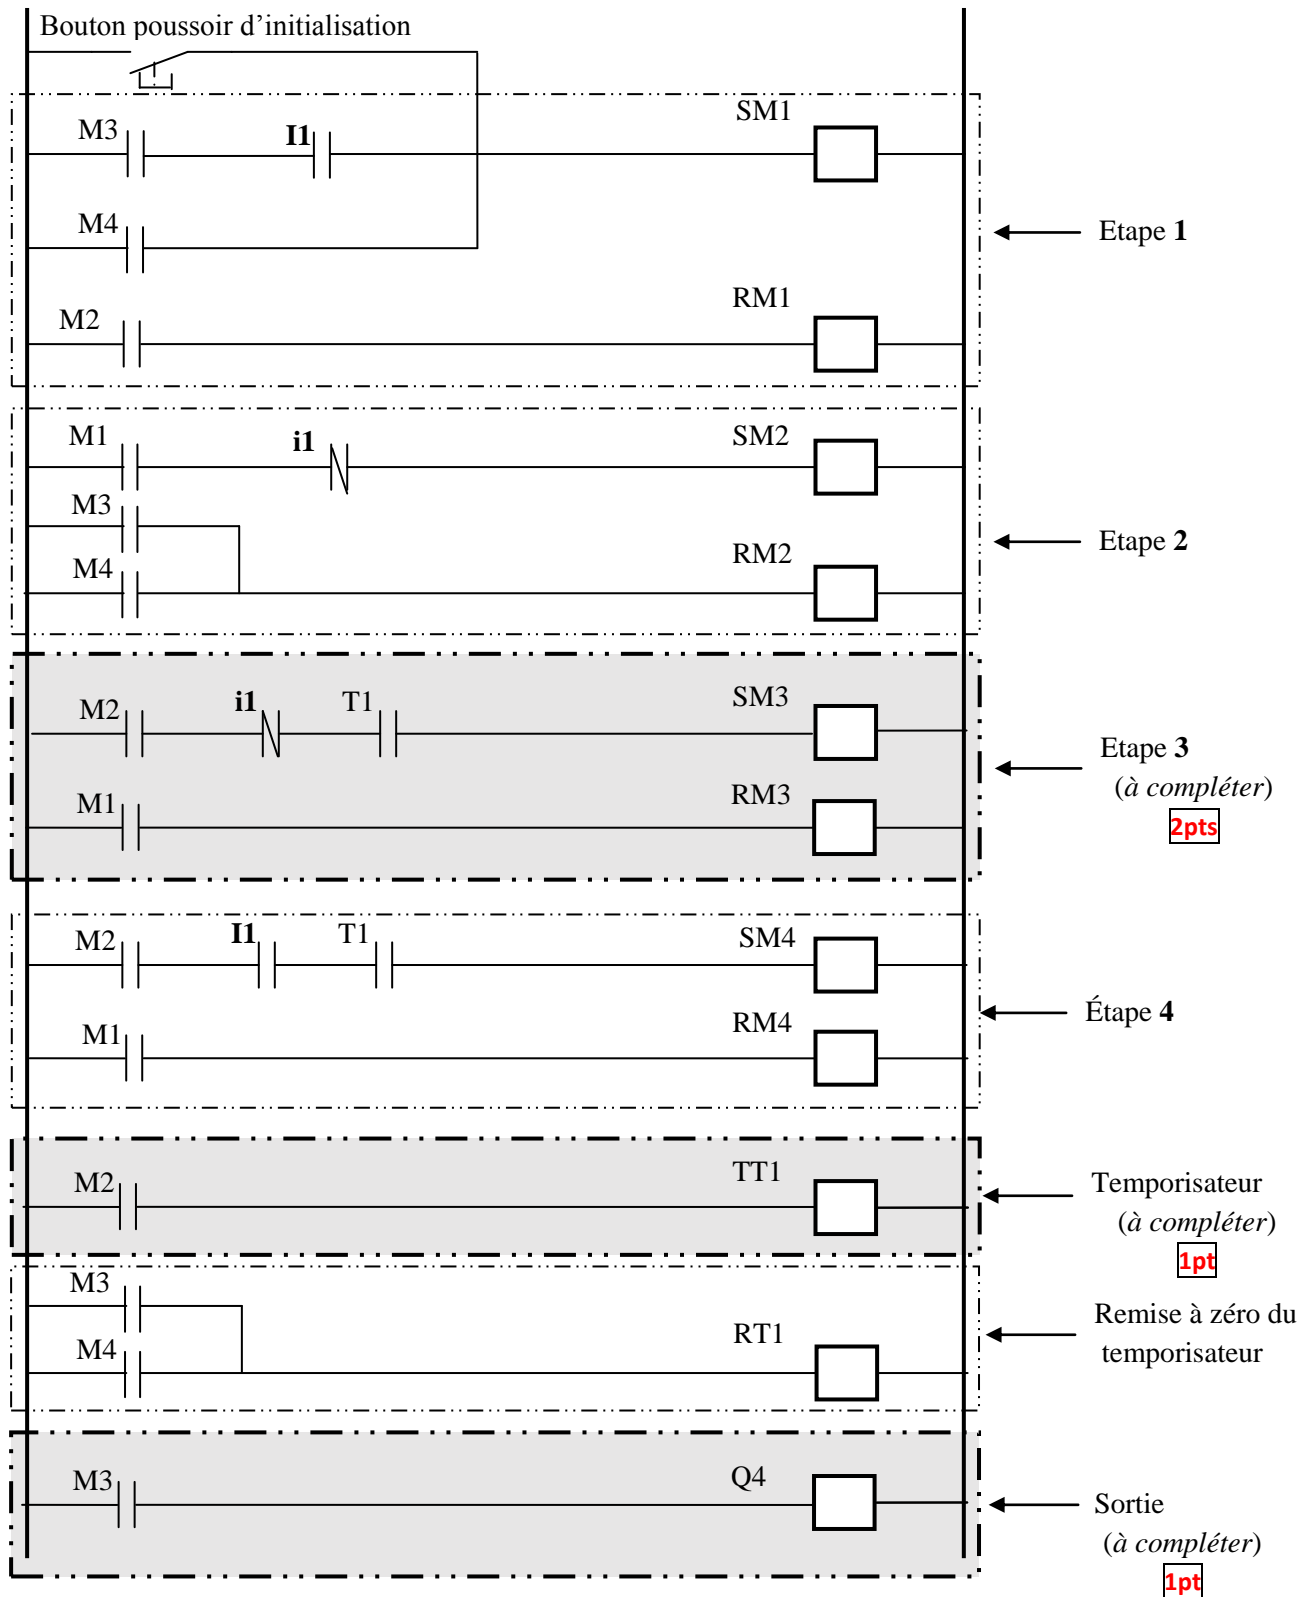 Bouton poussoir d’initialisation
SM1
M3
I1
M4
Etape 1
RM1
M2
M1
i1
SM2
M3
Etape 2
M4
RM2
M2
i1
T1
SM3
Etape 3
(à compléter)
2pts
M1
RM3
M2
I1
T1
SM4
Étape 4
M1
RM4
M2
TT1
Temporisateur
(à compléter)
1pt
M3
Remise à zéro du
temporisateur
M4
RT1
M3
Q4
Sortie
(à compléter)
1pt